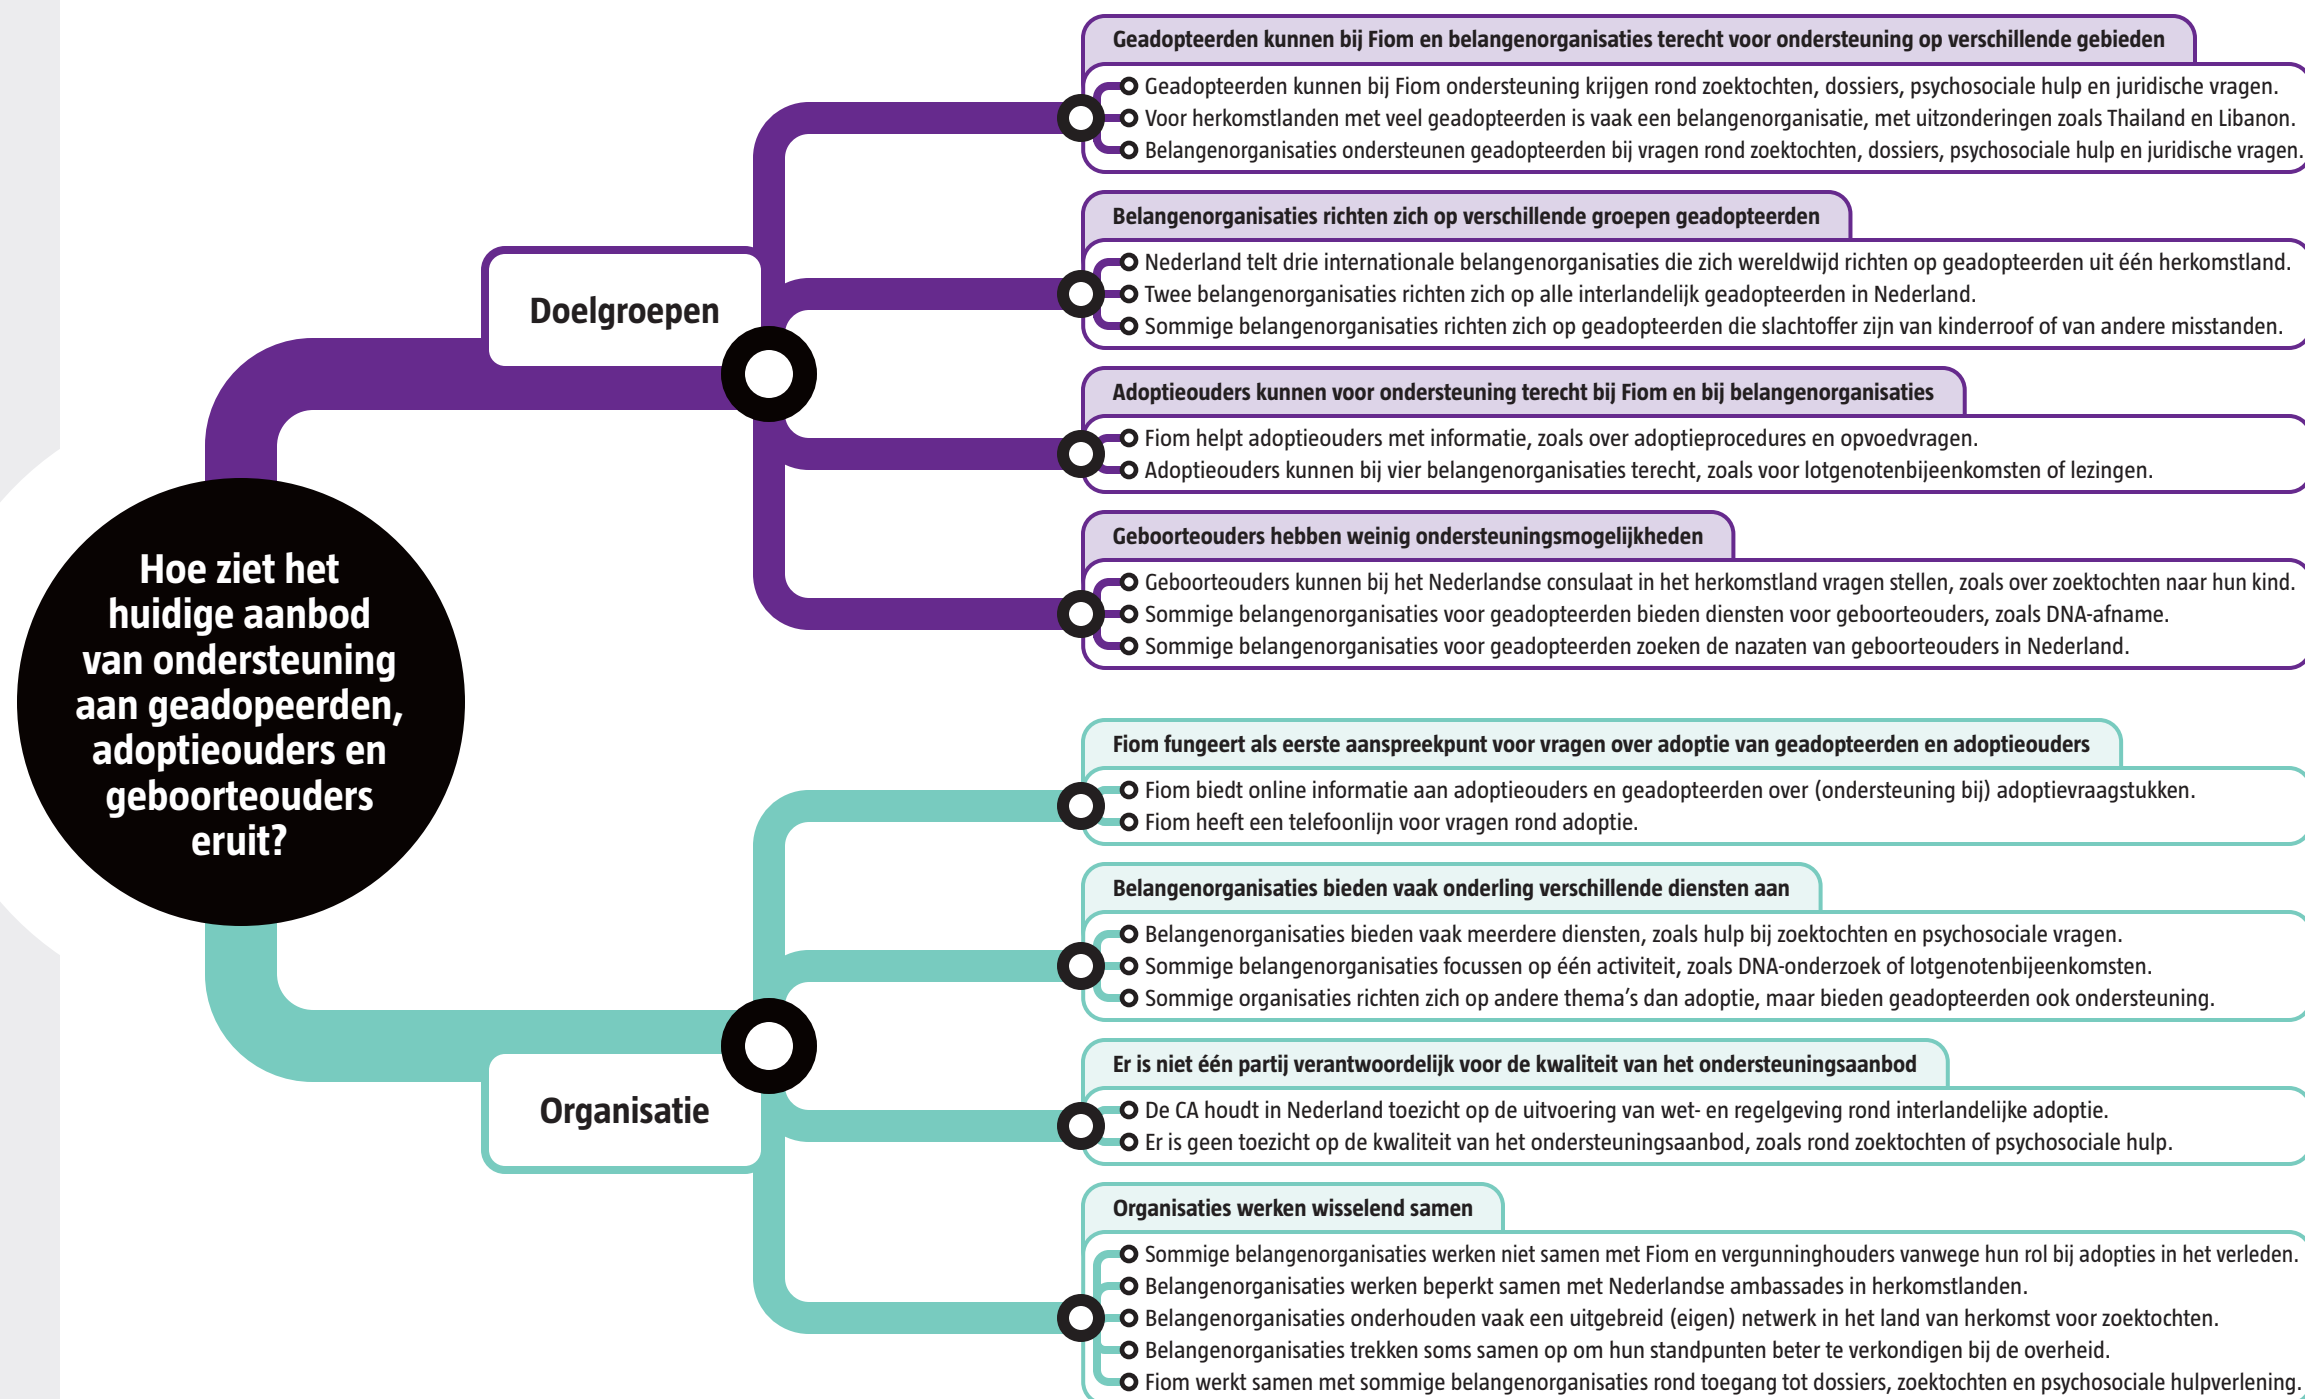 Hoe ziet het
huidige aanbod
van ondersteuning
aan geadopeerden,
adoptieouders en
geboorteouders
eruit?
Doelgroepen
Geadopteerden kunnen bij Fiom en belangenorganisaties terecht voor ondersteuning op verschillende gebieden
Geadopteerden kunnen bij Fiom ondersteuning krijgen rond zoektochten, dossiers, psychosociale hulp en juridische vragen.
Voor herkomstlanden met veel geadopteerden is vaak een belangenorganisatie, met uitzonderingen zoals Thailand en Libanon.
Belangenorganisaties ondersteunen geadopteerden bij vragen rond zoektochten, dossiers, psychosociale hulp en juridische vragen.
Belangenorganisaties richten zich op verschillende groepen geadopteerden
Nederland telt drie internationale belangenorganisaties die zich wereldwijd richten op geadopteerden uit één herkomstland.
Twee belangenorganisaties richten zich op alle interlandelijk geadopteerden in Nederland.
Sommige belangenorganisaties richten zich op geadopteerden die slachtoffer zijn van kinderroof of van andere misstanden.
Adoptieouders kunnen voor ondersteuning terecht bij Fiom en bij belangenorganisaties
Fiom helpt adoptieouders met informatie, zoals over adoptieprocedures en opvoedvragen.
Adoptieouders kunnen bij vier belangenorganisaties terecht, zoals voor lotgenotenbijeenkomsten of lezingen.
Geboorteouders hebben weinig ondersteuningsmogelijkheden
Geboorteouders kunnen bij het Nederlandse consulaat in het herkomstland vragen stellen, zoals over zoektochten naar hun kind.
Sommige belangenorganisaties voor geadopteerden bieden diensten voor geboorteouders, zoals DNA-afname.
Sommige belangenorganisaties voor geadopteerden zoeken de nazaten van geboorteouders in Nederland.
Organisatie
Fiom fungeert als eerste aanspreekpunt voor vragen over adoptie van geadopteerden en adoptieouders
Fiom biedt online informatie aan adoptieouders en geadopteerden over (ondersteuning bij) adoptievraagstukken.
Fiom heeft een telefoonlijn voor vragen rond adoptie.
Belangenorganisaties bieden vaak onderling verschillende diensten aan
Belangenorganisaties bieden vaak meerdere diensten, zoals hulp bij zoektochten en psychosociale vragen.
Sommige belangenorganisaties focussen op één activiteit, zoals DNA-onderzoek of lotgenotenbijeenkomsten.
Sommige organisaties richten zich op andere thema's dan adoptie, maar bieden geadopteerden ook ondersteuning.
Er is niet één partij verantwoordelijk voor de kwaliteit van het ondersteuningsaanbod
De CA houdt in Nederland toezicht op de uitvoering van wet- en regelgeving rond interlandelijke adoptie.
Er is geen toezicht op de kwaliteit van het ondersteuningsaanbod, zoals rond zoektochten of psychosociale hulp.
Organisaties werken wisselend samen
Sommige belangenorganisaties werken niet samen met Fiom en vergunninghouders vanwege hun rol bij adopties in het verleden.
Belangenorganisaties werken beperkt samen met Nederlandse ambassades in herkomstlanden.
Belangenorganisaties onderhouden vaak een uitgebreid (eigen) netwerk in het land van herkomst voor zoektochten.
Belangenorganisaties trekken soms samen op om hun standpunten beter te verkondigen bij de overheid.
Fiom werkt samen met sommige belangenorganisaties rond toegang tot dossiers, zoektochten en psychosociale hulpverlening.